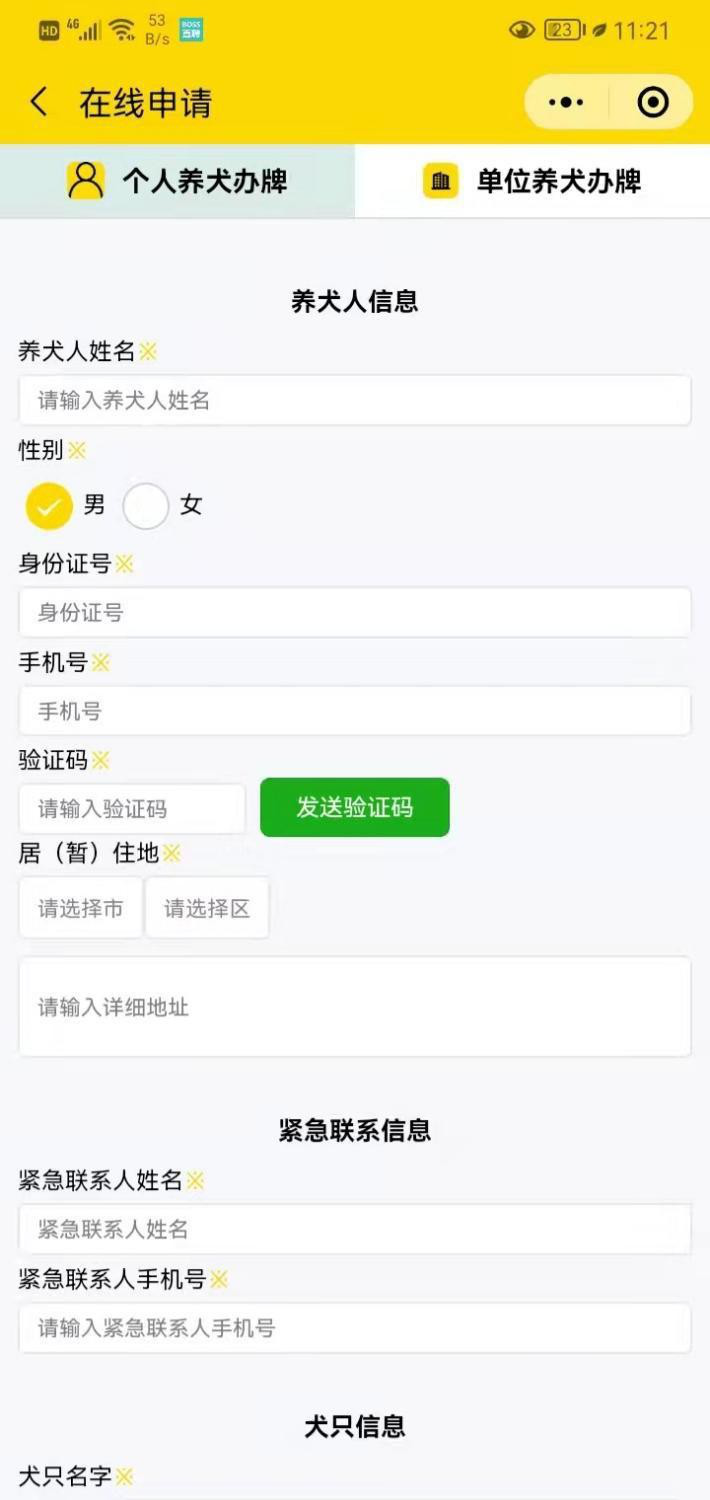 HD 46 53 B/s BOSS直聘 23 11:21
在线申请
个人养犬办牌 单位养犬办牌
养犬人信息
养犬人姓名※
请输入养犬人姓名
性别※
男 女
身份证号※
身份证号
手机号※
手机号
验证码※
请输入验证码 发送验证码
居（暂）住地※
请选择市 请选择区
请输入详细地址
紧急联系信息
紧急联系人姓名※
紧急联系人姓名
紧急联系人手机号※
请输入紧急联系人手机号
犬只信息
犬只名字※